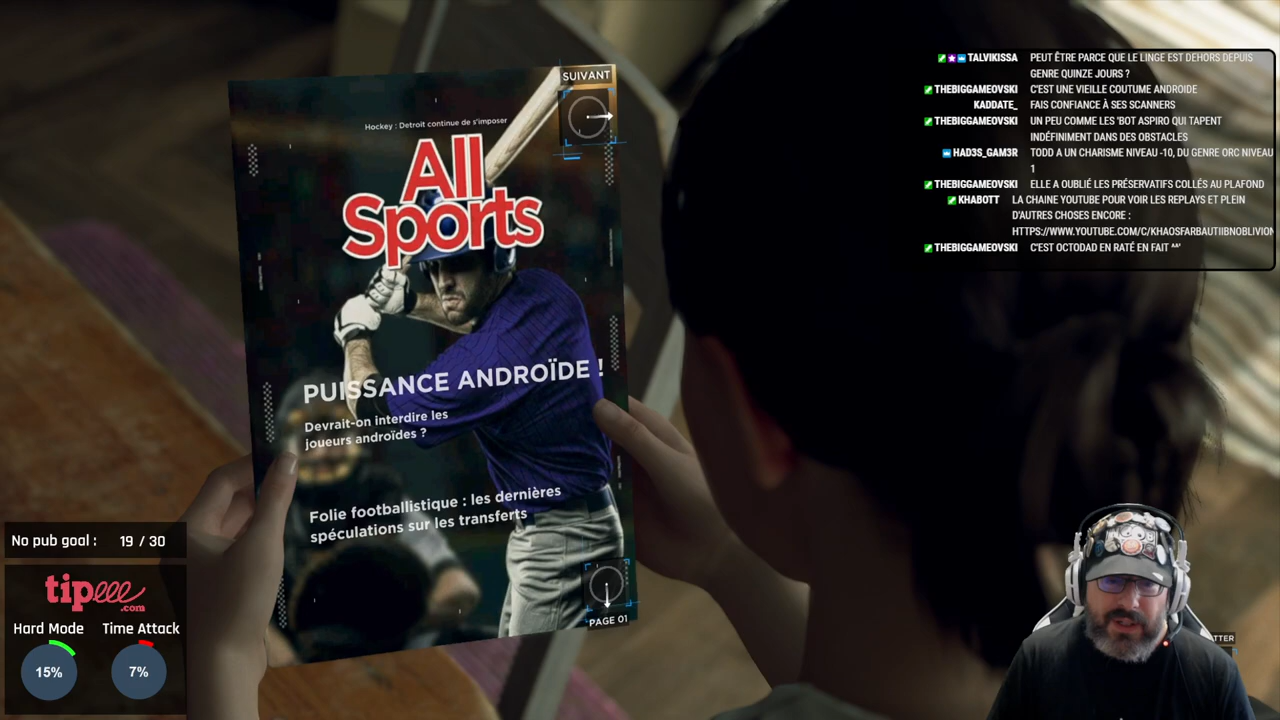 SUIVANT
Hockey : Detroit continue de s'imposer
All
Sports
PUISSANCE ANDROÏDE !
Devrait-on interdire les
joueurs androïdes ?
Folie footballistique : les dernières
spéculations sur les transferts
PAGE 01
TALVIKISSA PEUT ÊTRE PARCE QUE LE LINGE EST DEHORS DEPUIS
GENRE QUINZE JOURS ?
THEBIGGAMEOVSKI C'EST UNE VIEILLE COUTUME ANDROIDE
KADDATE_ FAIS CONFIANCE À SES SCANNERS
THEBIGGAMEOVSKI UN PEU COMME LES 'BOT ASPIRO QUI TAPENT
INDÉFINIMENT DANS DES OBSTACLES
HAD3S_GAM3R TODD A UN CHARISME NIVEAU -10, DU GENRE ORC NIVEAU
1
THEBIGGAMEOVSKI ELLE A OUBLIÉ LES PRÉSERVATIFS COLLÉS AU PLAFOND
KHABOTT LA CHAINE YOUTUBE POUR VOIR LES REPLAYS ET PLEIN
D'AUTRES CHOSES ENCORE :
HTTPS://WWW.YOUTUBE.COM/C/KHAOSFARBAUTIIBNOBLIVION
THEBIGGAMEOVSKI C'EST OCTODAD EN RATÉ EN FAIT ^^'
No pub goal : 19 / 30
tipeee
.com
Hard Mode Time Attack
15% 7%
TTER